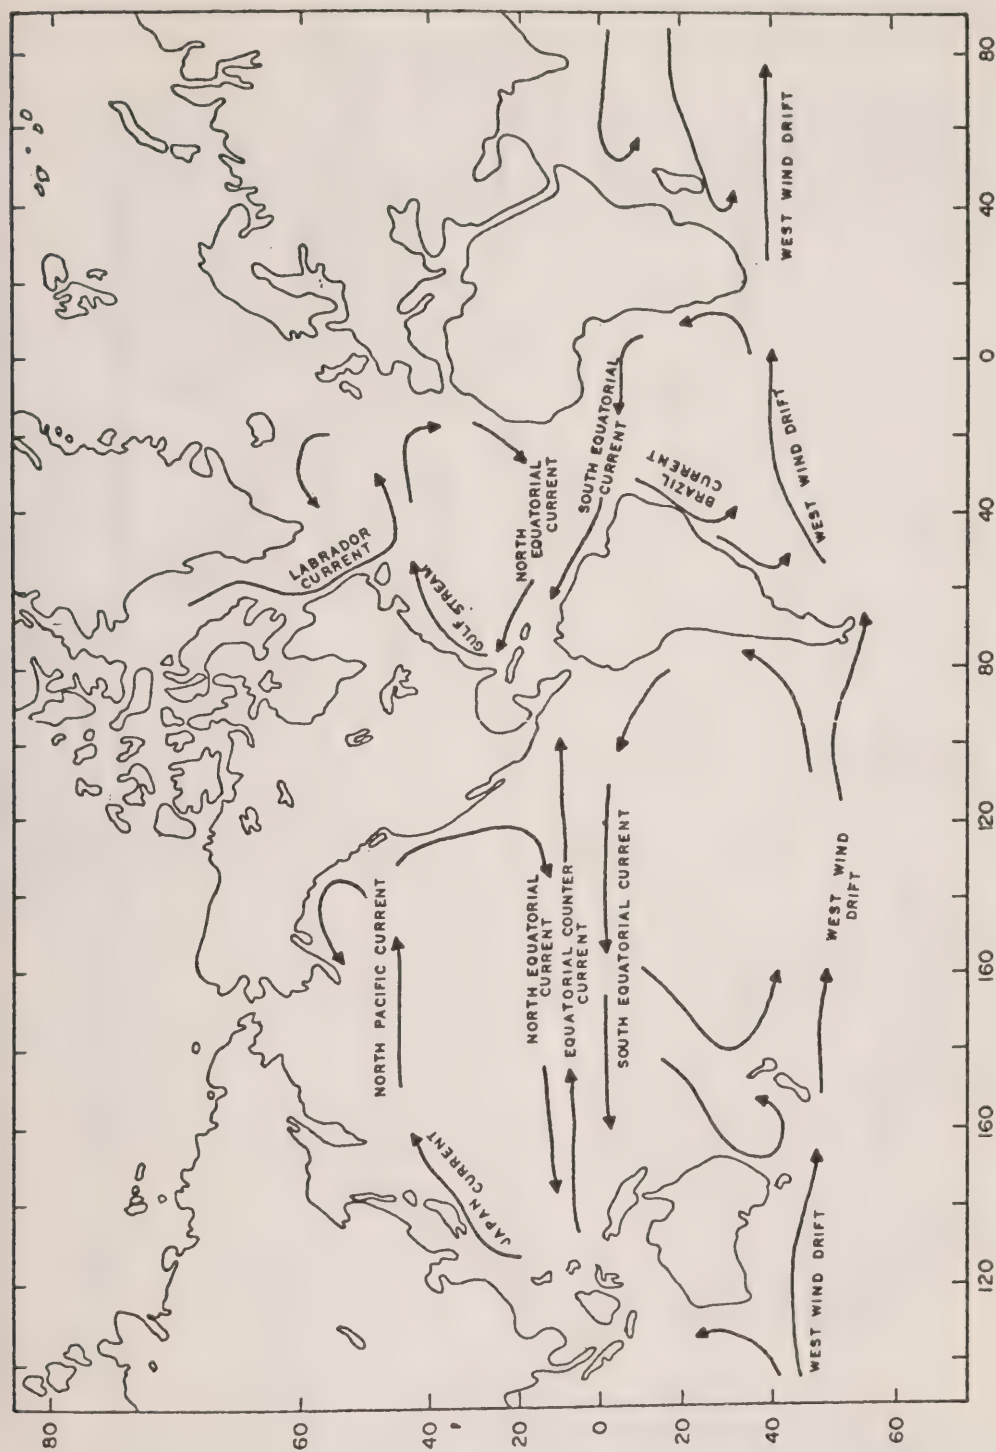 80
60
40
20
0
20
40
60
LABRADOR
CURRENT
GULF STREAM
NORTH PACIFIC CURRENT
JAPAN CURRENT
NORTH EQUATORIAL
CURRENT
EQUATORIAL COUNTER
CURRENT
SOUTH EQUATORIAL CURRENT
NORTH
EQUATORIAL
CURRENT
SOUTH EQUATORIAL
CURRENT
BRAZIL
CURRENT
WEST WIND DRIFT
WEST WIND
DRIFT
WEST WIND DRIFT
WEST WIND DRIFT
120
160
160
120
80
40
0
40
80